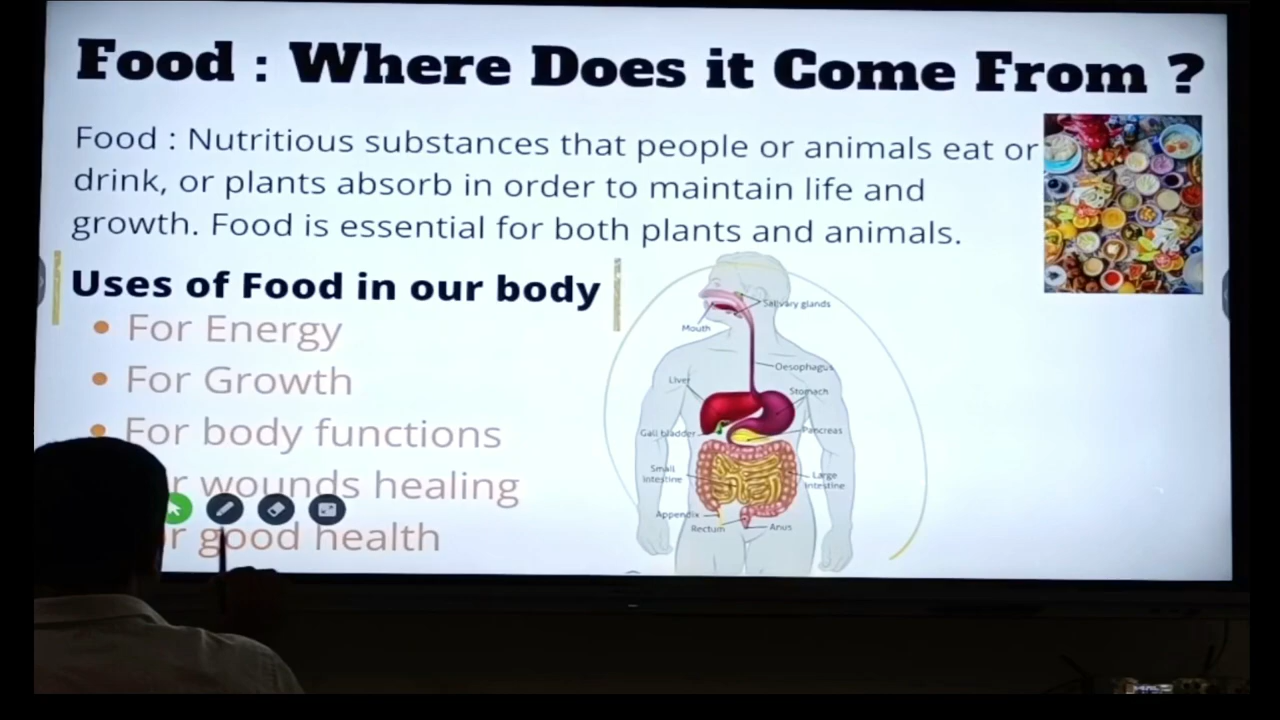 Food : Where Does it Come From ?
Food : Nutritious substances that people or animals eat or
drink, or plants absorb in order to maintain life and
growth. Food is essential for both plants and animals.
Uses of Food in our body
For Energy
For Growth
For body functions
wounds healing
good health
Salivary glands
Mouth
Oesophagus
Liver
Stomach
Gall bladder
Pancreas
Small
Intestine
Large
Intestine
Appendix
Rectum
Anus